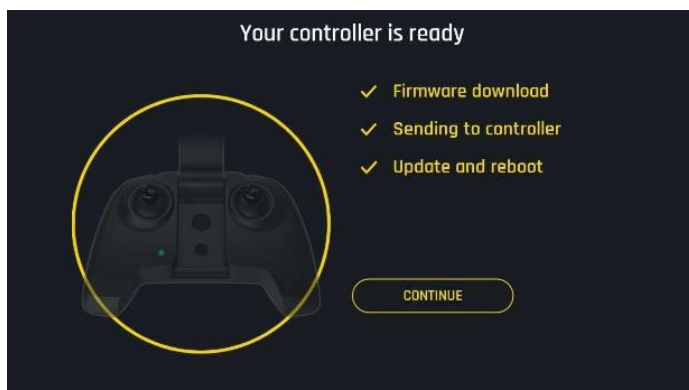 Your controller is ready
Firmware download
Sending to controller
Update and reboot
CONTINUE